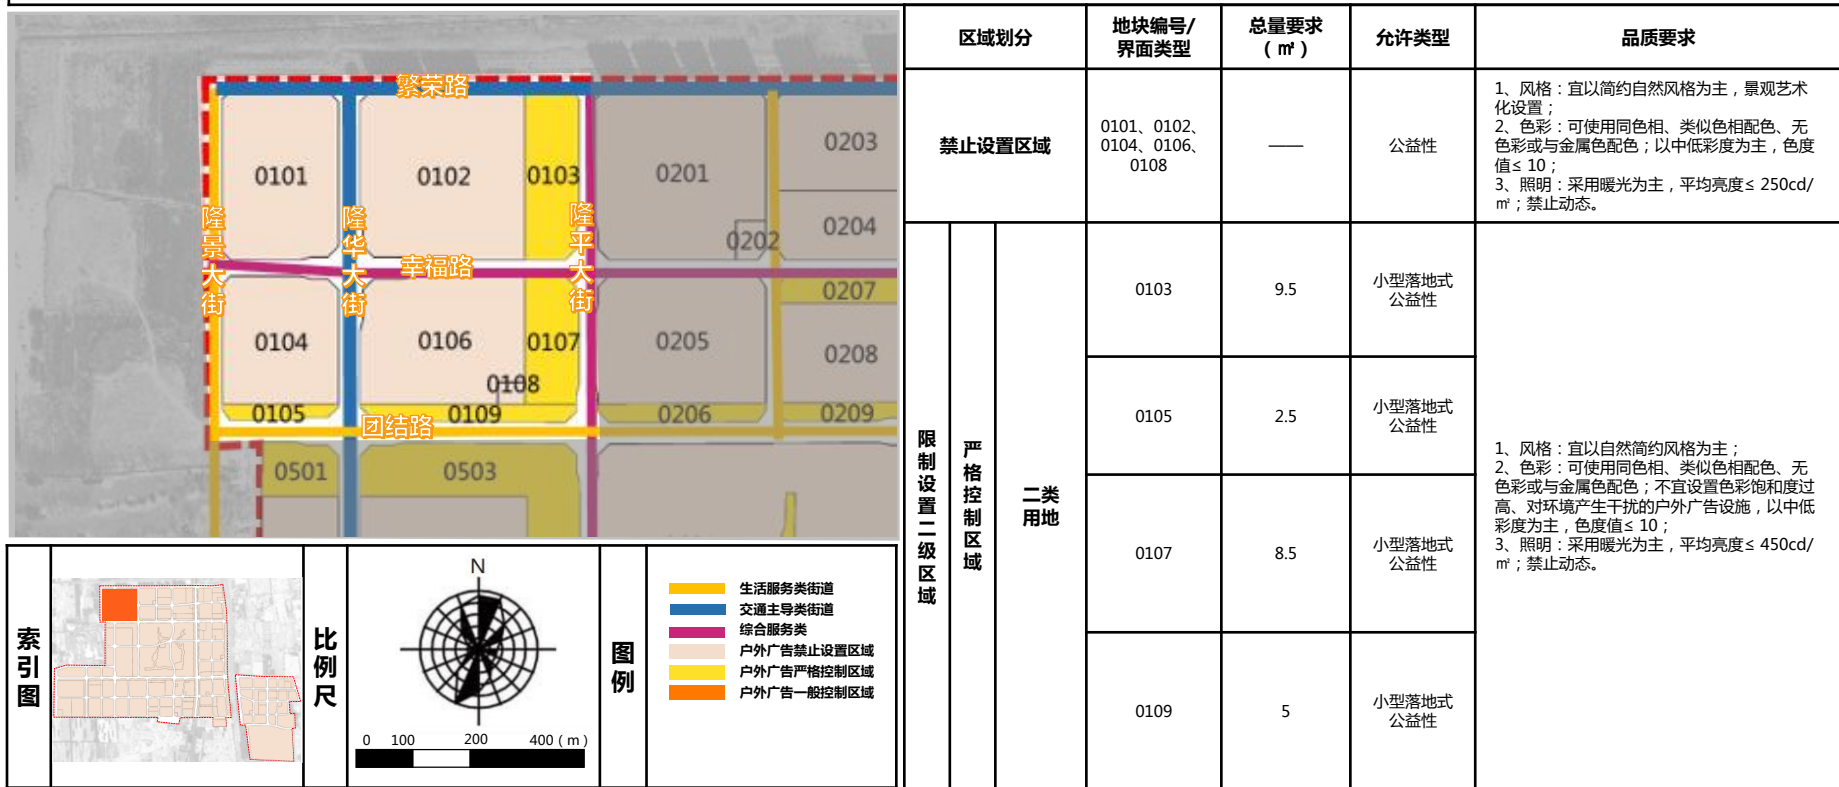 繁荣路
0101
0102
0103
0201
0203
0204
0202
隆景大街
隆华大街
隆平大街
幸福路
0207
0104
0106
0107
0205
0208
0108
0105
0109
0206
0209
团结路
0501
0503
索引图
比例尺
N
0 100 200 400（m）
图例
生活服务类街道
交通主导类街道
综合服务类
户外广告禁止设置区域
户外广告严格控制区域
户外广告一般控制区域
区域划分
地块编号/
界面类型
总量要求
（㎡）
允许类型
品质要求
禁止设置区域
0101、0102、
0104、0106、
0108
——
公益性
1、风格：宜以简约自然风格为主，景观艺术
化设置；
2、色彩：可使用同色相、类似色相配色、无
色彩或与金属色配色；以中低彩度为主，色度
值≤ 10；
3、照明：采用暖光为主，平均亮度≤ 250cd/
㎡；禁止动态。
限制设置二级区域
严格控制区域
二类
用地
0103
9.5
小型落地式
公益性
0105
2.5
小型落地式
公益性
0107
8.5
小型落地式
公益性
0109
5
小型落地式
公益性
1、风格：宜以自然简约风格为主；
2、色彩：可使用同色相、类似色相配色、无
色彩或与金属色配色；不宜设置色彩饱和度过
高、对环境产生干扰的户外广告设施，以中低
彩度为主，色度值≤ 10；
3、照明：采用暖光为主，平均亮度≤ 450cd/
㎡；禁止动态。